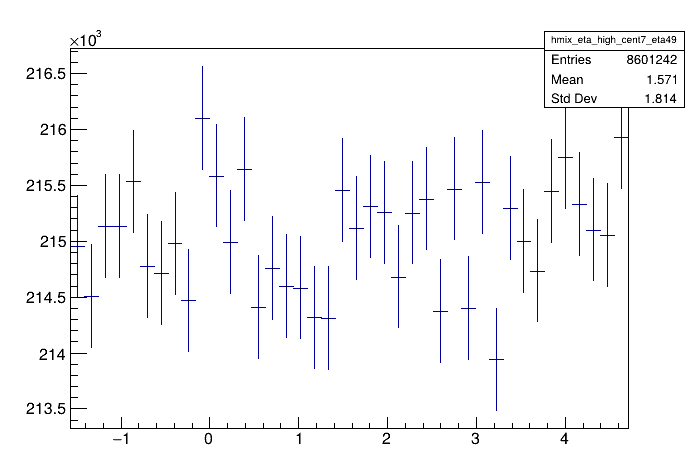 ×10³
hmix_eta_high_cent7_eta49
Entries 8601242
Mean 1.571
Std Dev 1.814
216.5
216
215.5
215
214.5
214
213.5
−1 0 1 2 3 4